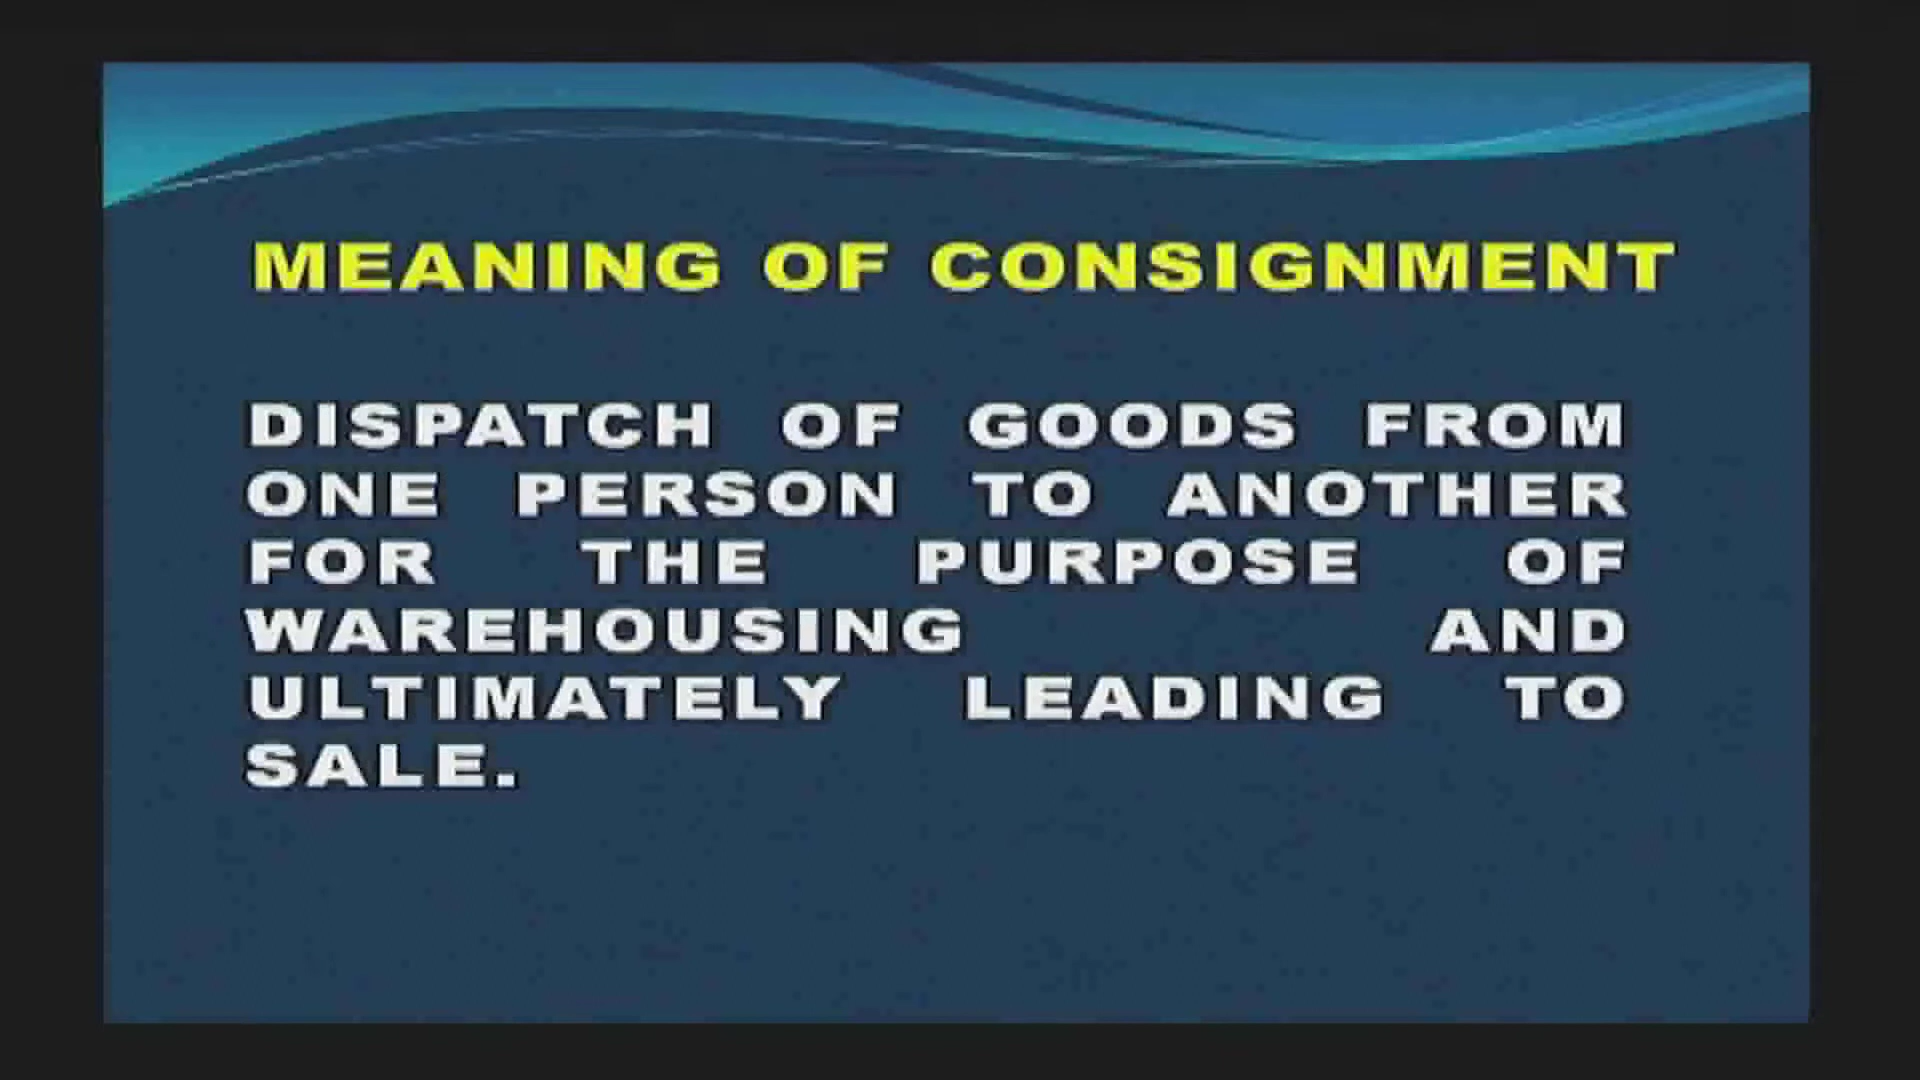 MEANING OF CONSIGNMENT
DISPATCH OF GOODS FROM
ONE PERSON TO ANOTHER
FOR THE PURPOSE OF
WAREHOUSING AND
ULTIMATELY LEADING TO
SALE.